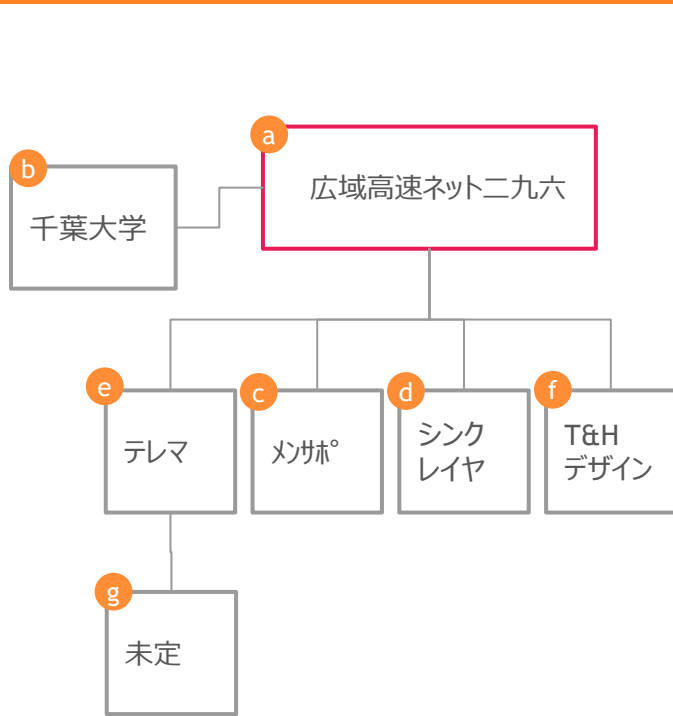 a
広域高速ネット二九六
b
千葉大学
e
テレマ
c
ﾒﾝｻﾎﾟ
d
シンク
レイヤ
f
T&H
デザイン
g
未定